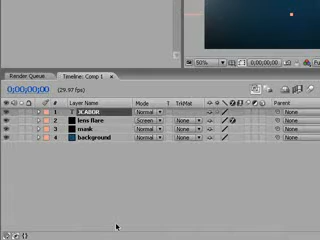 50%
0;00;00;00
Fu
Render Queue
Timeline: Comp 1
0;00;00;00 (29.97 fps)
# Layer Name Mode T TrkMat Parent
1 Normal None
2 lens flare Screen None None
3 mask Normal None None
4 background Normal None None